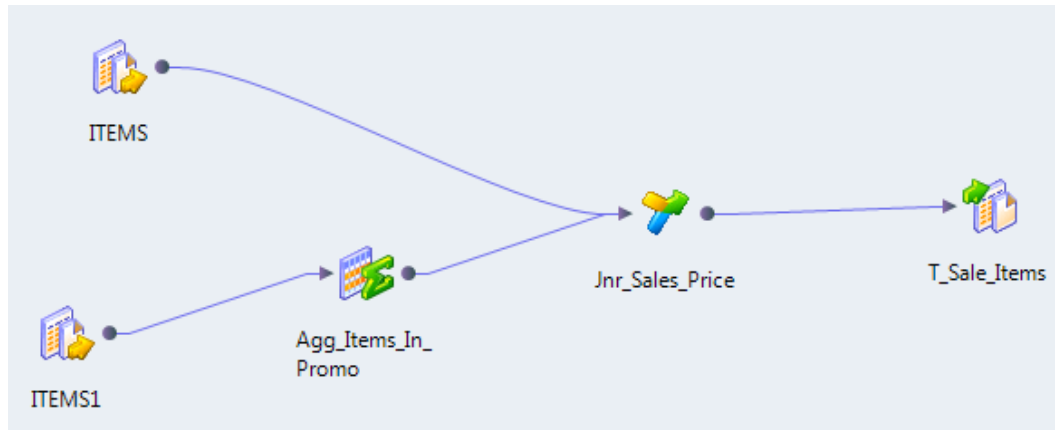 ITEMS
Jnr_Sales_Price
T_Sale_Items
Agg_Items_In_
Promo
ITEMS1